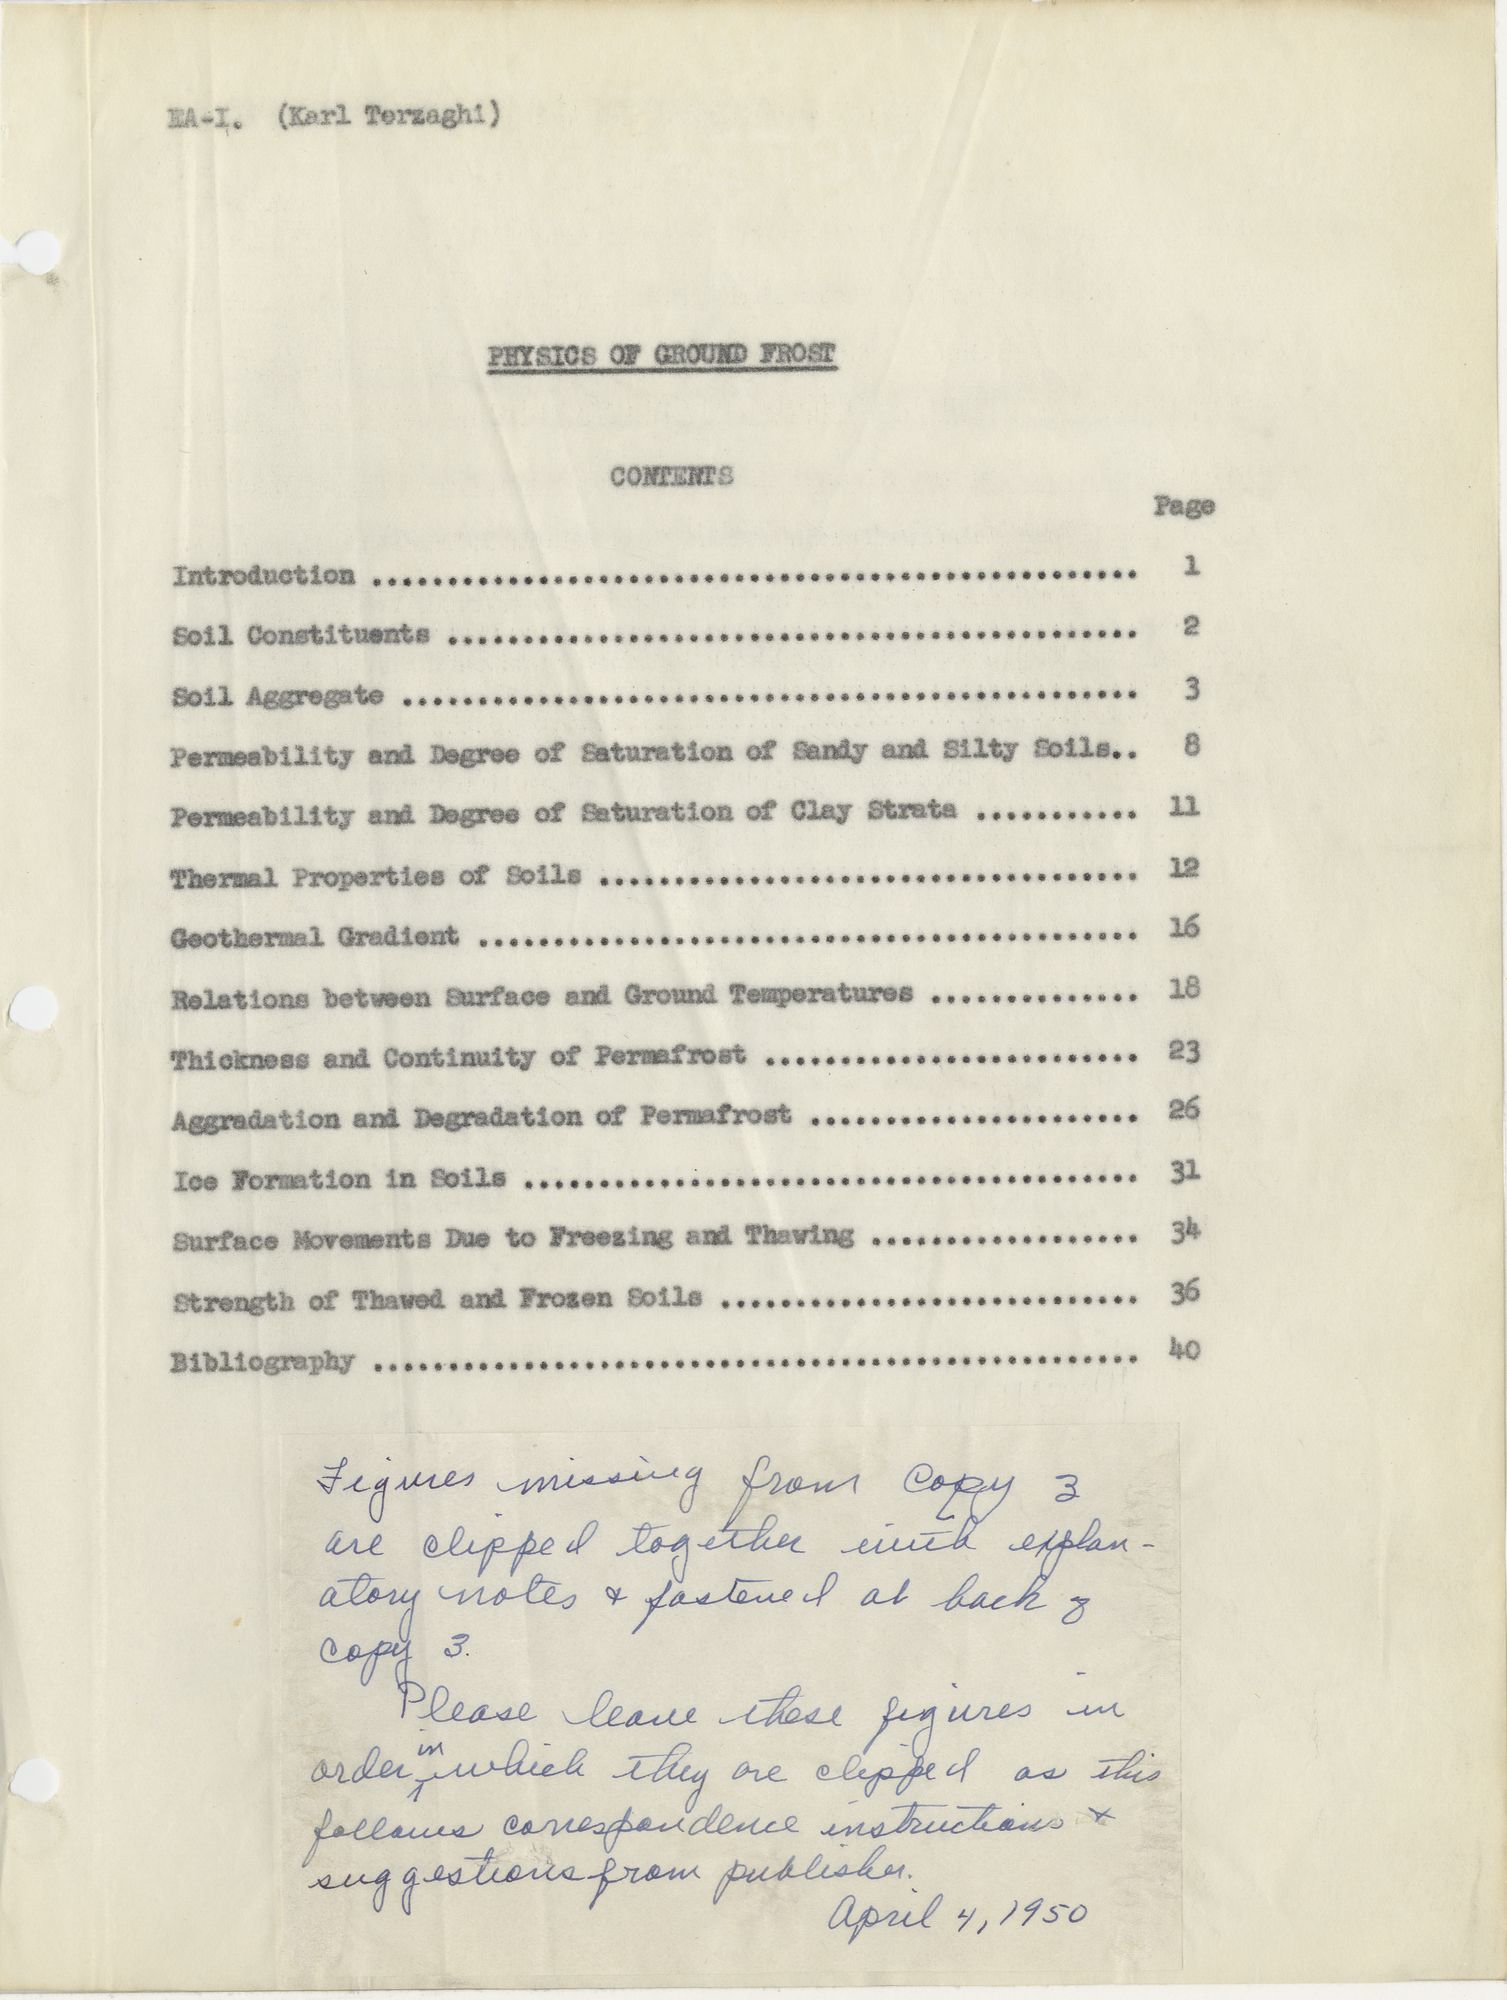 EA-I. (Karl Terzaghi)
PHYSICS OF GROUND FROST
CONTENTS
Page
Introduction ................................................... 1
Soil Constituents .............................................. 2
Soil Aggregate ................................................. 3
Permeability and Degree of Saturation of Sandy and Silty Soils.. 8
Permeability and Degree of Saturation of Clay Strata ........... 11
Thermal Properties of Soils .................................... 12
Geothermal Gradient ............................................ 16
Relations between Surface and Ground Temperatures .............. 18
Thickness and Continuity of Permafrost ......................... 23
Aggradation and Degradation of Permafrost ...................... 26
Ice Formation in Soils ......................................... 31
Surface Movements Due to Freezing and Thawing .................. 34
Strength of Thawed and Frozen Soils ............................ 36
Bibliography ................................................... 40
Figures missing from Copy 3
are clipped together with explan-
atory notes & fastened at back of
copy 3.
Please leave these figures in
order in which they are clipped as this
follows correspondence instructions &
suggestions from publisher.
April 4, 1950